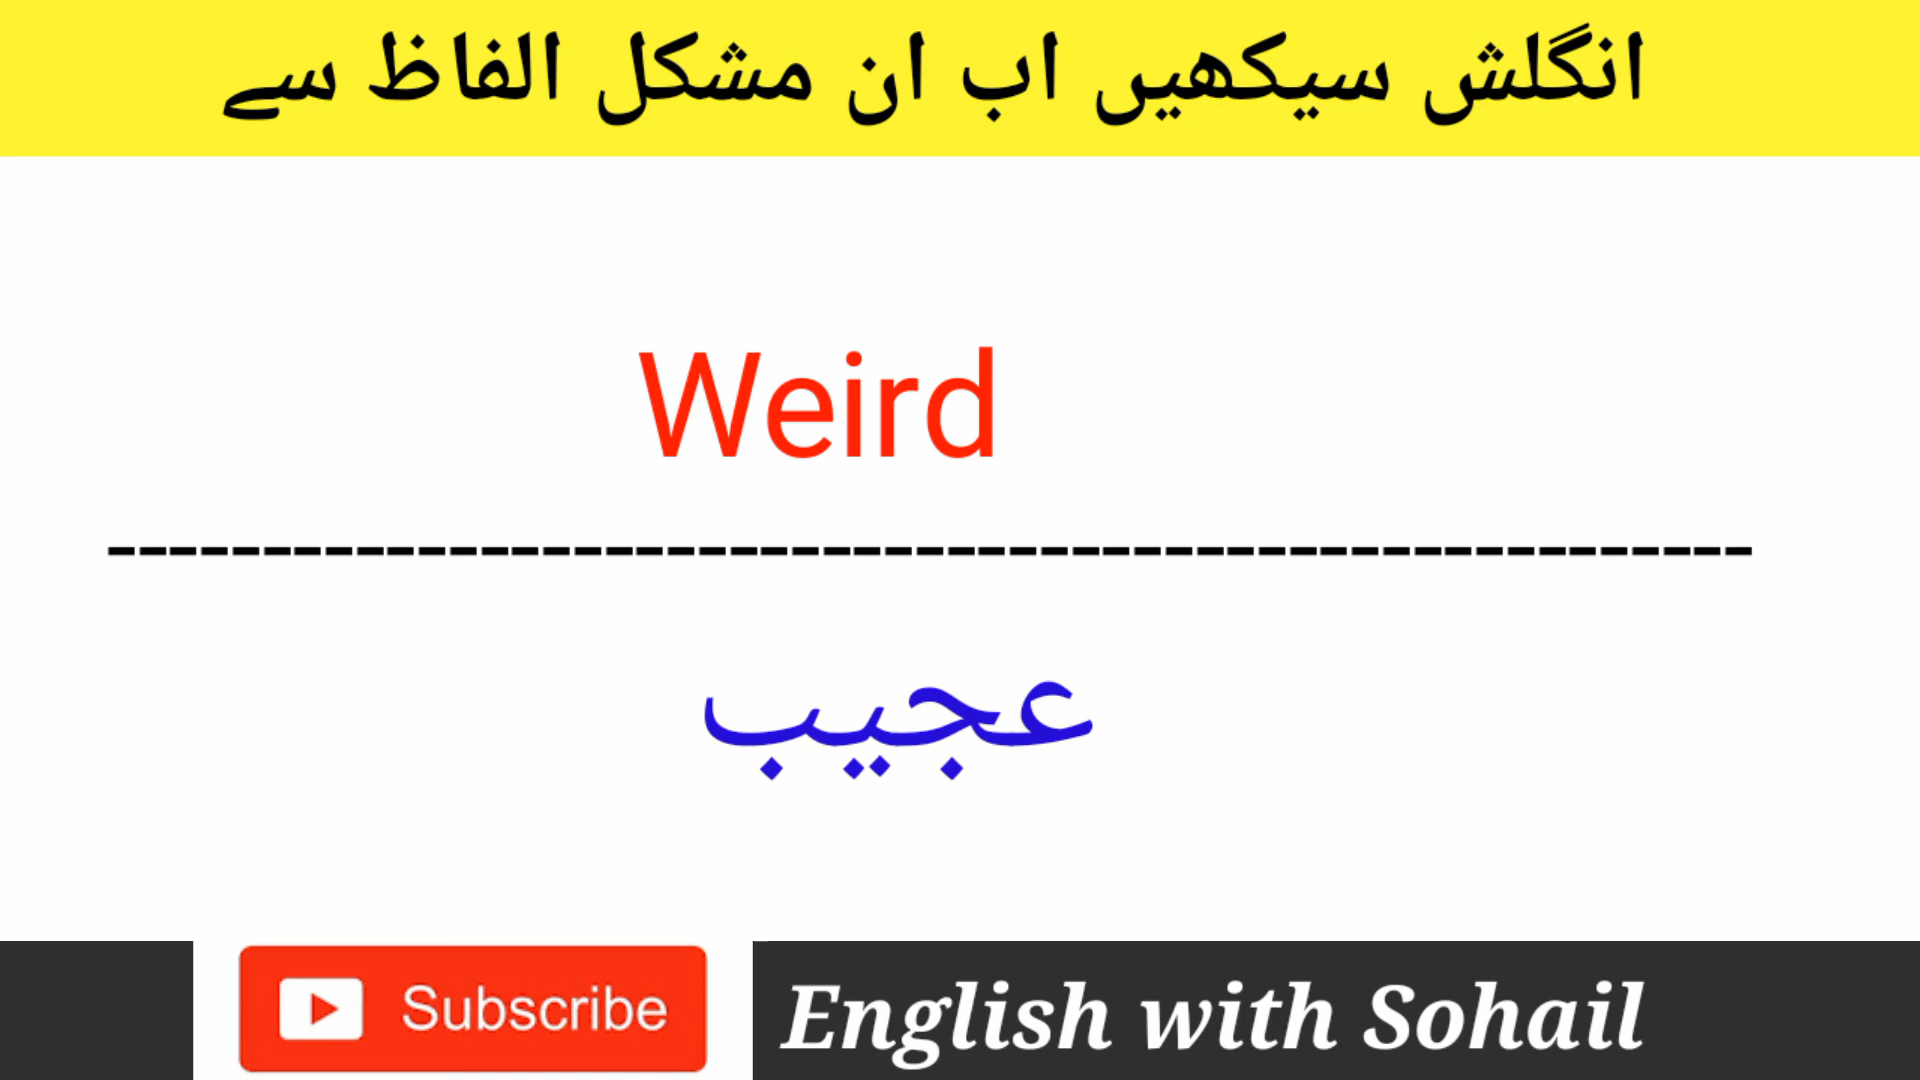 انگلش سیکھیں اب ان مشکل الفاظ سے
Weird
-----------------------------------------------------
عجیب
Subscribe
English with Sohail